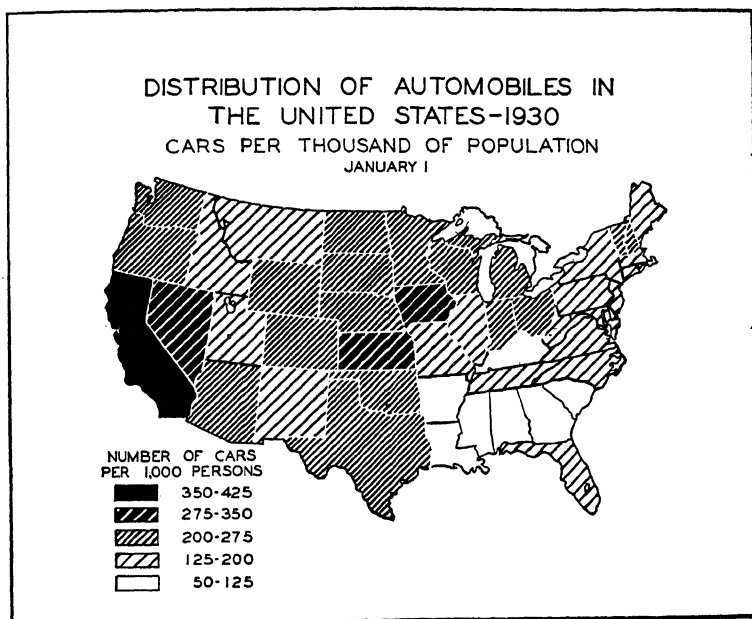 DISTRIBUTION OF AUTOMOBILES IN
THE UNITED STATES-1930
CARS PER THOUSAND OF POPULATION
JANUARY 1
NUMBER OF CARS
PER 1,000 PERSONS
350-425
275-350
200-275
125-200
50-125